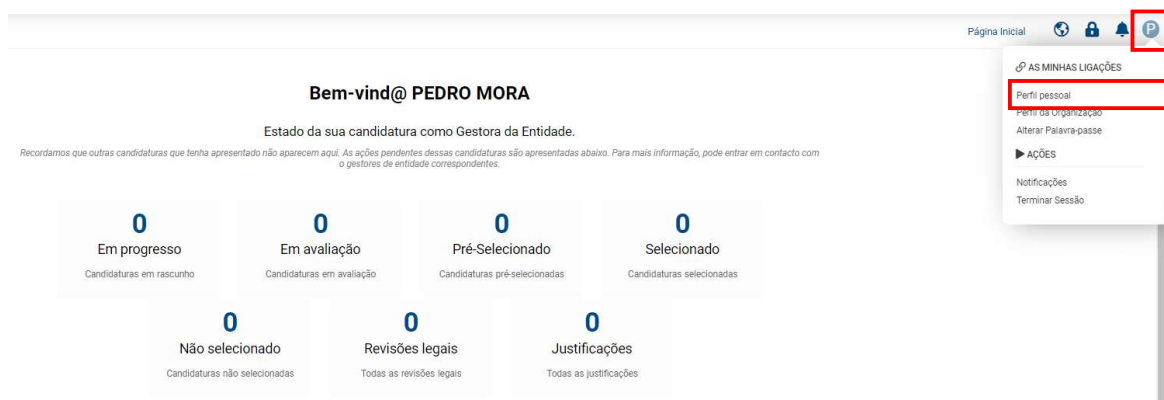 Página Inicial
P
AS MINHAS LIGAÇÕES
Perfil pessoal
Perfil da Organização
Alterar Palavra-passe
AÇÕES
Notificações
Terminar Sessão
Bem-vind@ PEDRO MORA
Estado da sua candidatura como Gestora da Entidade.
Recordamos que outras candidaturas que tenha apresentado não aparecem aqui. As ações pendentes dessas candidaturas são apresentadas abaixo. Para mais informação, pode entrar em contacto com
o gestores de entidade correspondentes.
0
Em progresso
Candidaturas em rascunho
0
Em avaliação
Candidaturas em avaliação
0
Pré-Selecionado
Candidaturas pré-selecionadas
0
Selecionado
Candidaturas selecionadas
0
Não selecionado
Candidaturas não selecionadas
0
Revisões legais
Todas as revisões legais
0
Justificações
Todas as justificações